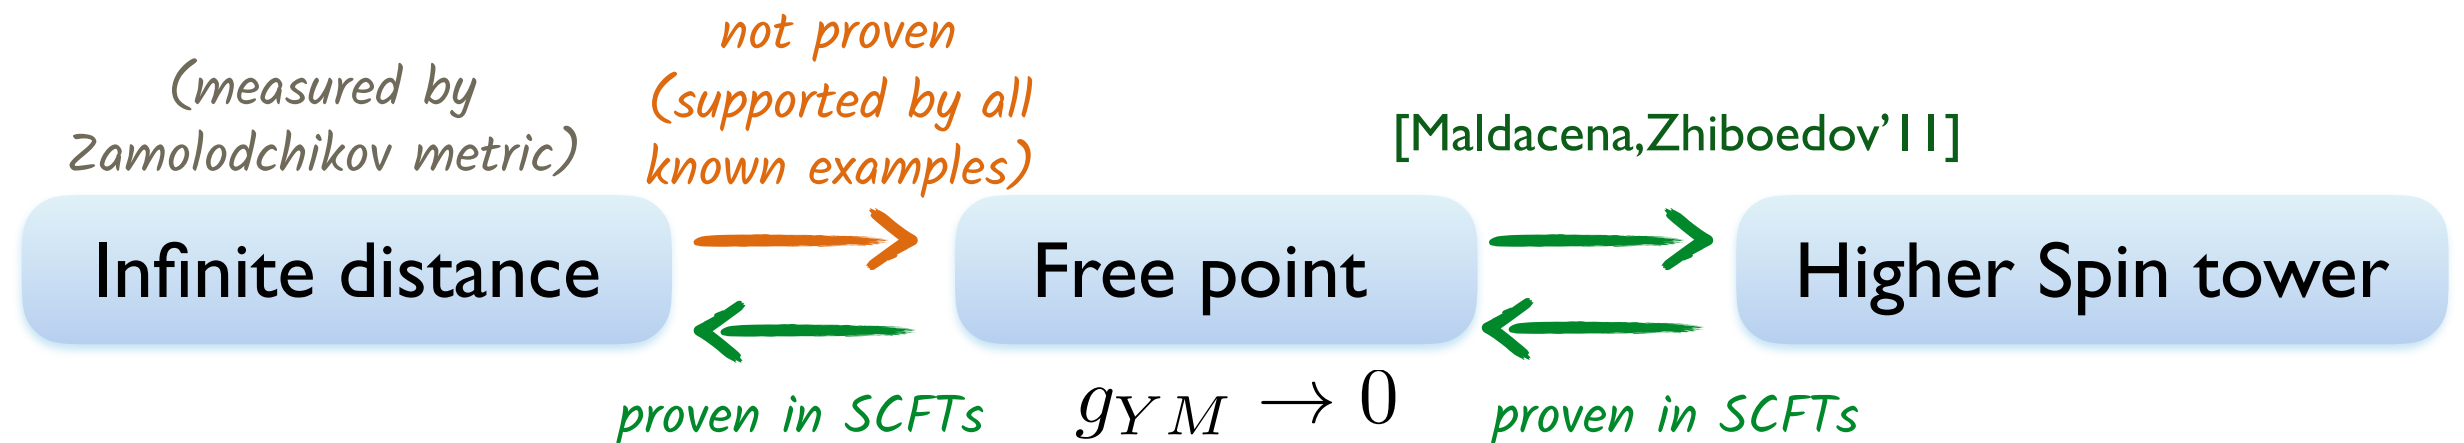 not proven
(measured by
Zamolodchikov metric)
(supported by all
known examples)
[Maldacena,Zhiboedov’11]
Infinite distance
Free point
Higher Spin tower
proven in SCFTs
g_{YM} → 0
proven in SCFTs